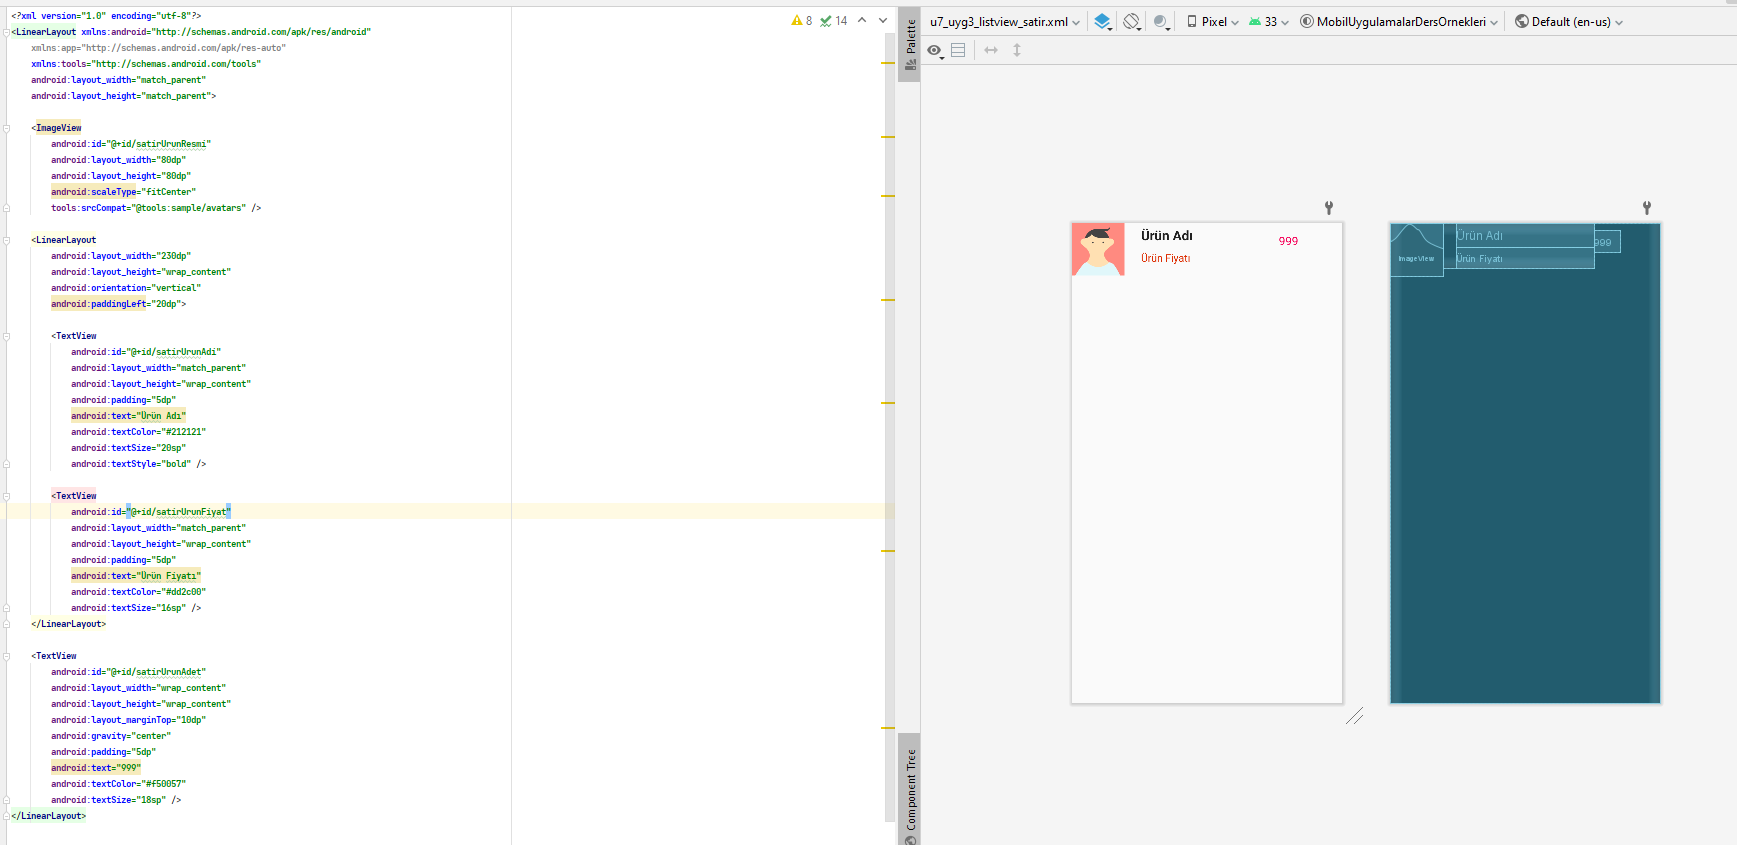 <?xml version="1.0" encoding="utf-8"?>
<LinearLayout xmlns:android="http://schemas.android.com/apk/res/android"
xmlns:app="http://schemas.android.com/apk/res-auto"
xmlns:tools="http://schemas.android.com/tools"
android:layout_width="match_parent"
android:layout_height="match_parent">
<ImageView
android:id="@+id/satirUrunResmi"
android:layout_width="80dp"
android:layout_height="80dp"
android:scaleType="fitCenter"
tools:srcCompat="@tools:sample/avatars" />
<LinearLayout
android:layout_width="230dp"
android:layout_height="wrap_content"
android:orientation="vertical"
android:paddingLeft="20dp">
<TextView
android:id="@+id/satirUrunAdi"
android:layout_width="match_parent"
android:layout_height="wrap_content"
android:padding="5dp"
android:text="Ürün Adı"
android:textColor="#212121"
android:textSize="20sp"
android:textStyle="bold" />
<TextView
android:id="@+id/satirUrunFiyat"
android:layout_width="match_parent"
android:layout_height="wrap_content"
android:padding="5dp"
android:text="Ürün Fiyatı"
android:textColor="#dd2c00"
android:textSize="16sp" />
</LinearLayout>
<TextView
android:id="@+id/satirUrunAdet"
android:layout_width="wrap_content"
android:layout_height="wrap_content"
android:layout_marginTop="10dp"
android:gravity="center"
android:padding="5dp"
android:text="999"
android:textColor="#f50057"
android:textSize="18sp" />
</LinearLayout>
8 14
Palette
Component Tree
u7_uyg3_listview_satir.xml Pixel 33 MobilUygulamalarDersOrnekleri Default (en-us)
Ürün Adı 999
Ürün Fiyatı
Ürün Adı 999
ImageView Ürün Fiyatı